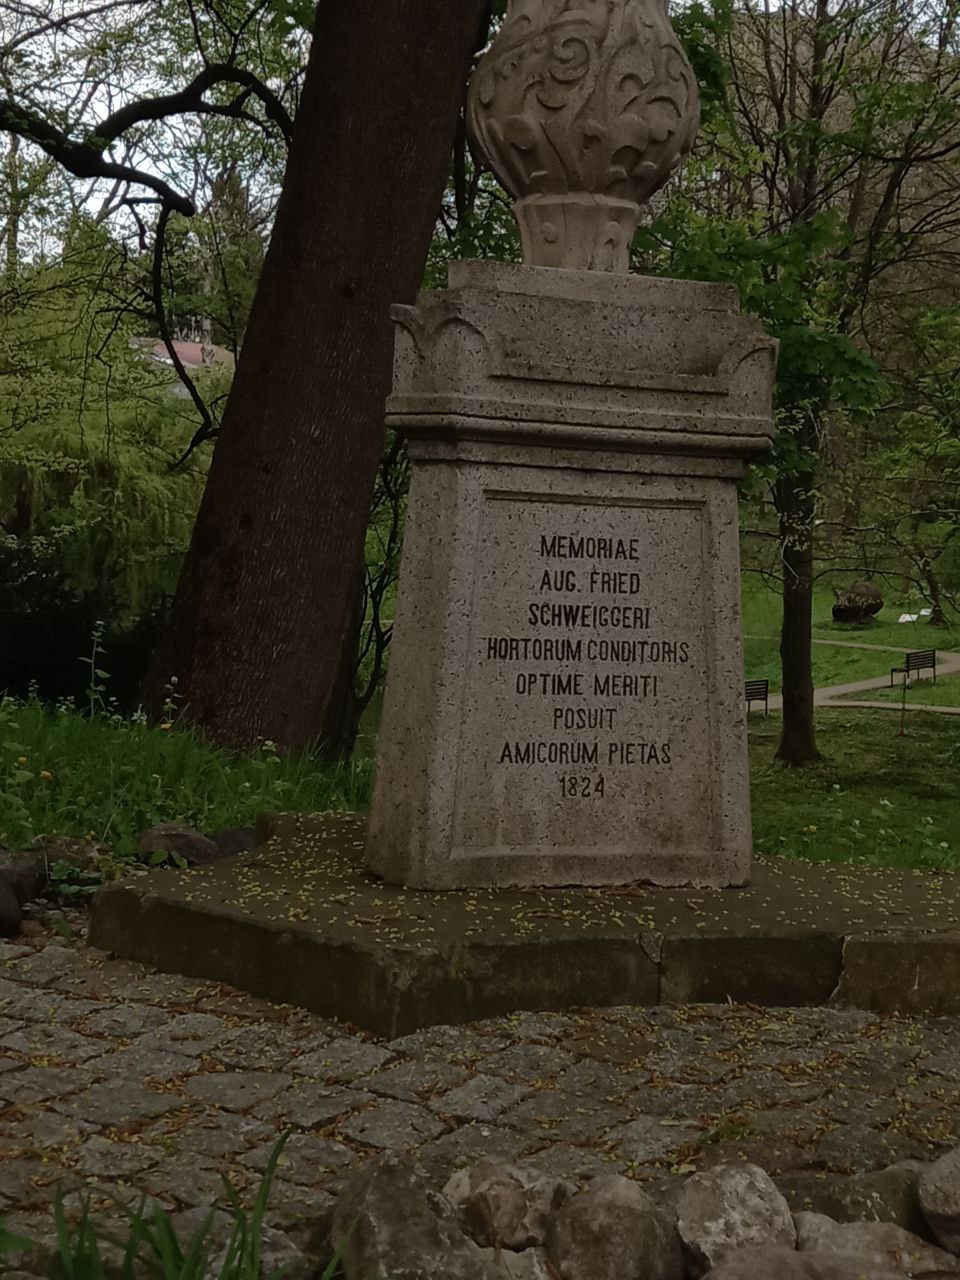 MEMORIAE
AUG. FRIED
SCHWEIGGERI
HORTORUM CONDITORIS
OPTIME MERITI
POSUIT
AMICORUM PIETAS
1824